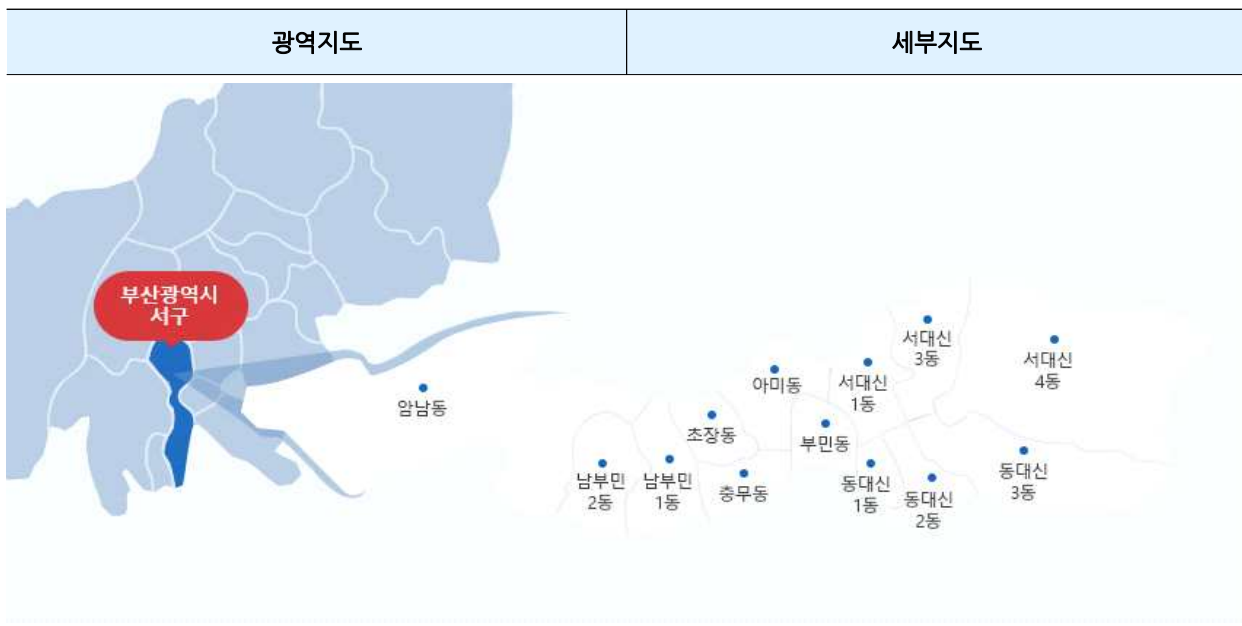 광역지도
세부지도
부산광역시
서구
암남동
남부민
2동
남부민
1동
초장동
충무동
아미동
부민동
서대신
1동
동대신
1동
서대신
3동
동대신
2동
서대신
4동
동대신
3동